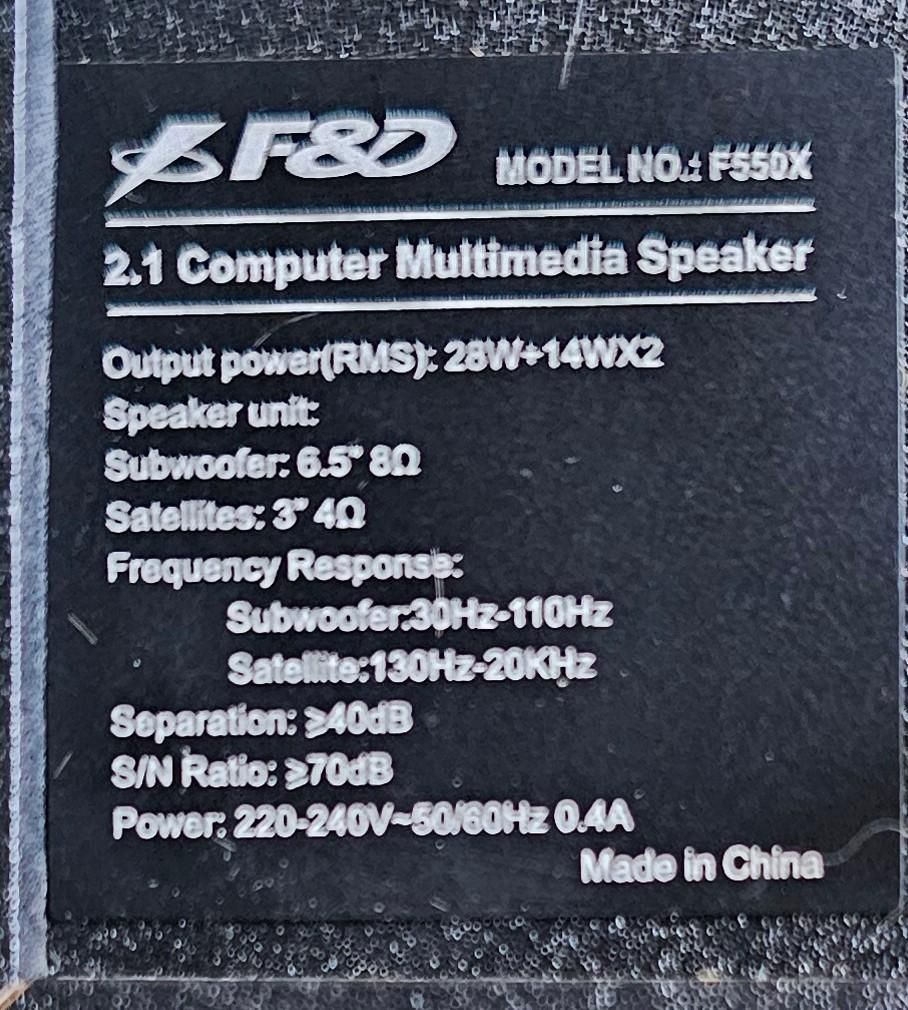 F&D MODEL NO.: F550X
2.1 Computer Multimedia Speaker
Output power(RMS): 28W+14WX2
Speaker unit:
Subwoofer: 6.5" 8Ω
Satellites: 3" 4Ω
Frequency Response:
Subwoofer:30Hz-110Hz
Satellite:130Hz-20KHz
Separation: ≥40dB
S/N Ratio: ≥70dB
Power: 220-240V~50/60Hz 0.4A
Made in China